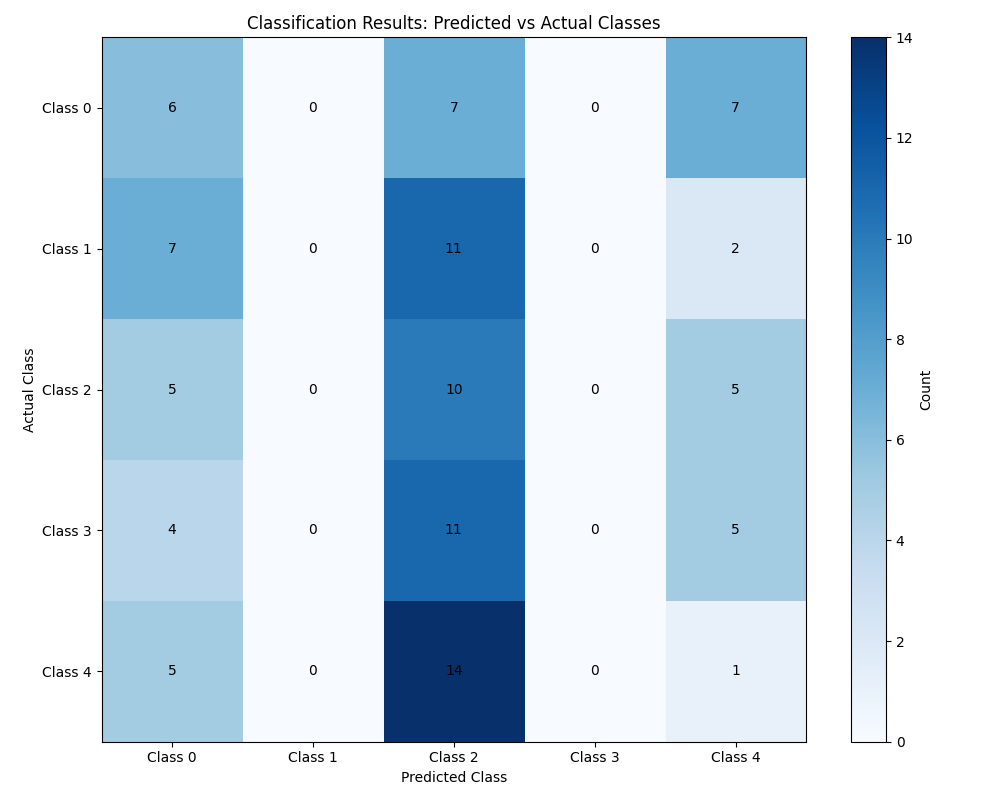 Classification Results: Predicted vs Actual Classes
14
Class 0 6 0 7 0 7
12
Class 1 7 0 11 0 2
10
Actual Class
Class 2 5 0 10 0 5
8
Count
6
Class 3 4 0 11 0 5
4
Class 4 5 0 14 0 1
2
0
Class 0 Class 1 Class 2 Class 3 Class 4
Predicted Class